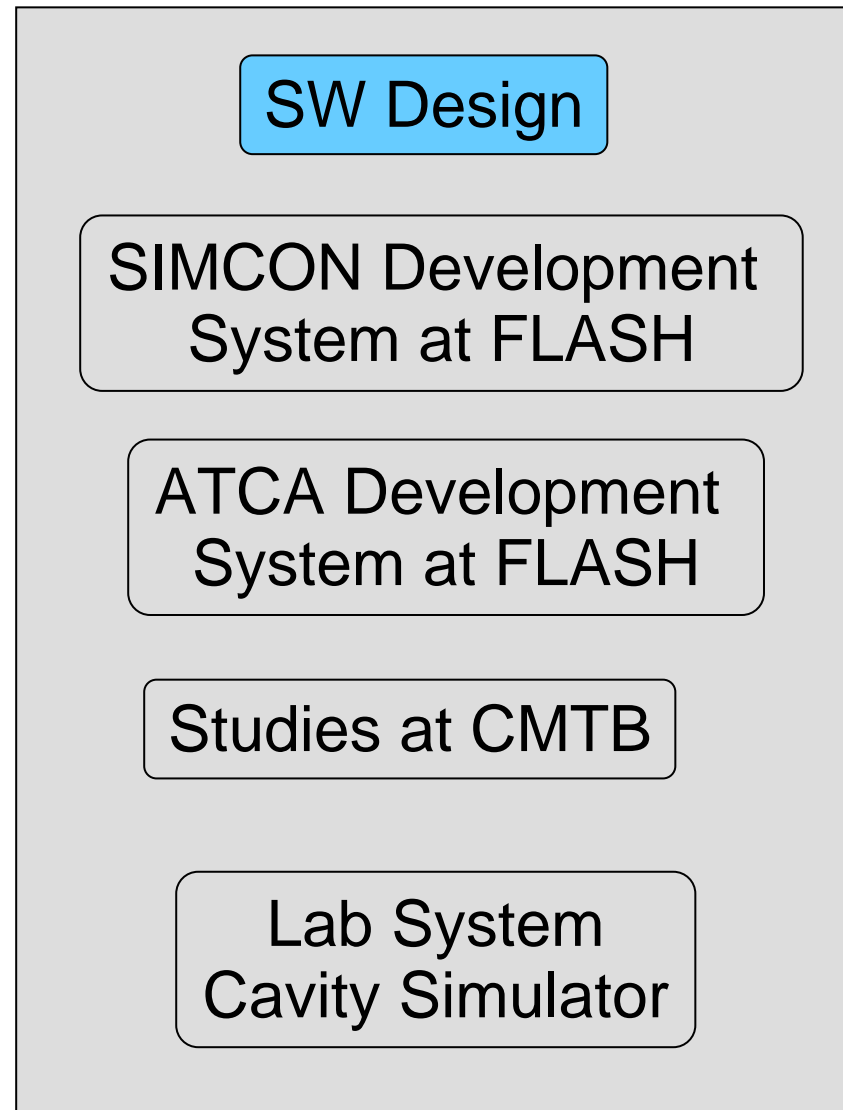 SW Design
SIMCON Development
System at FLASH
ATCA Development
System at FLASH
Studies at CMTB
Lab System
Cavity Simulator